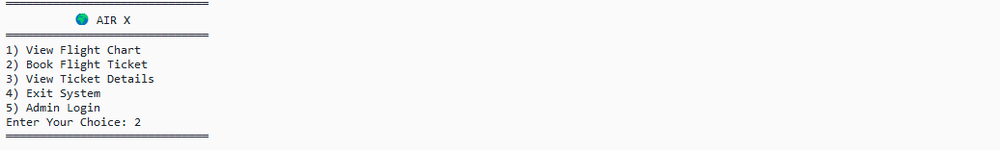 ══════════════════════════════
🌍 AIR X
══════════════════════════════
1) View Flight Chart
2) Book Flight Ticket
3) View Ticket Details
4) Exit System
5) Admin Login
Enter Your Choice: 2
══════════════════════════════